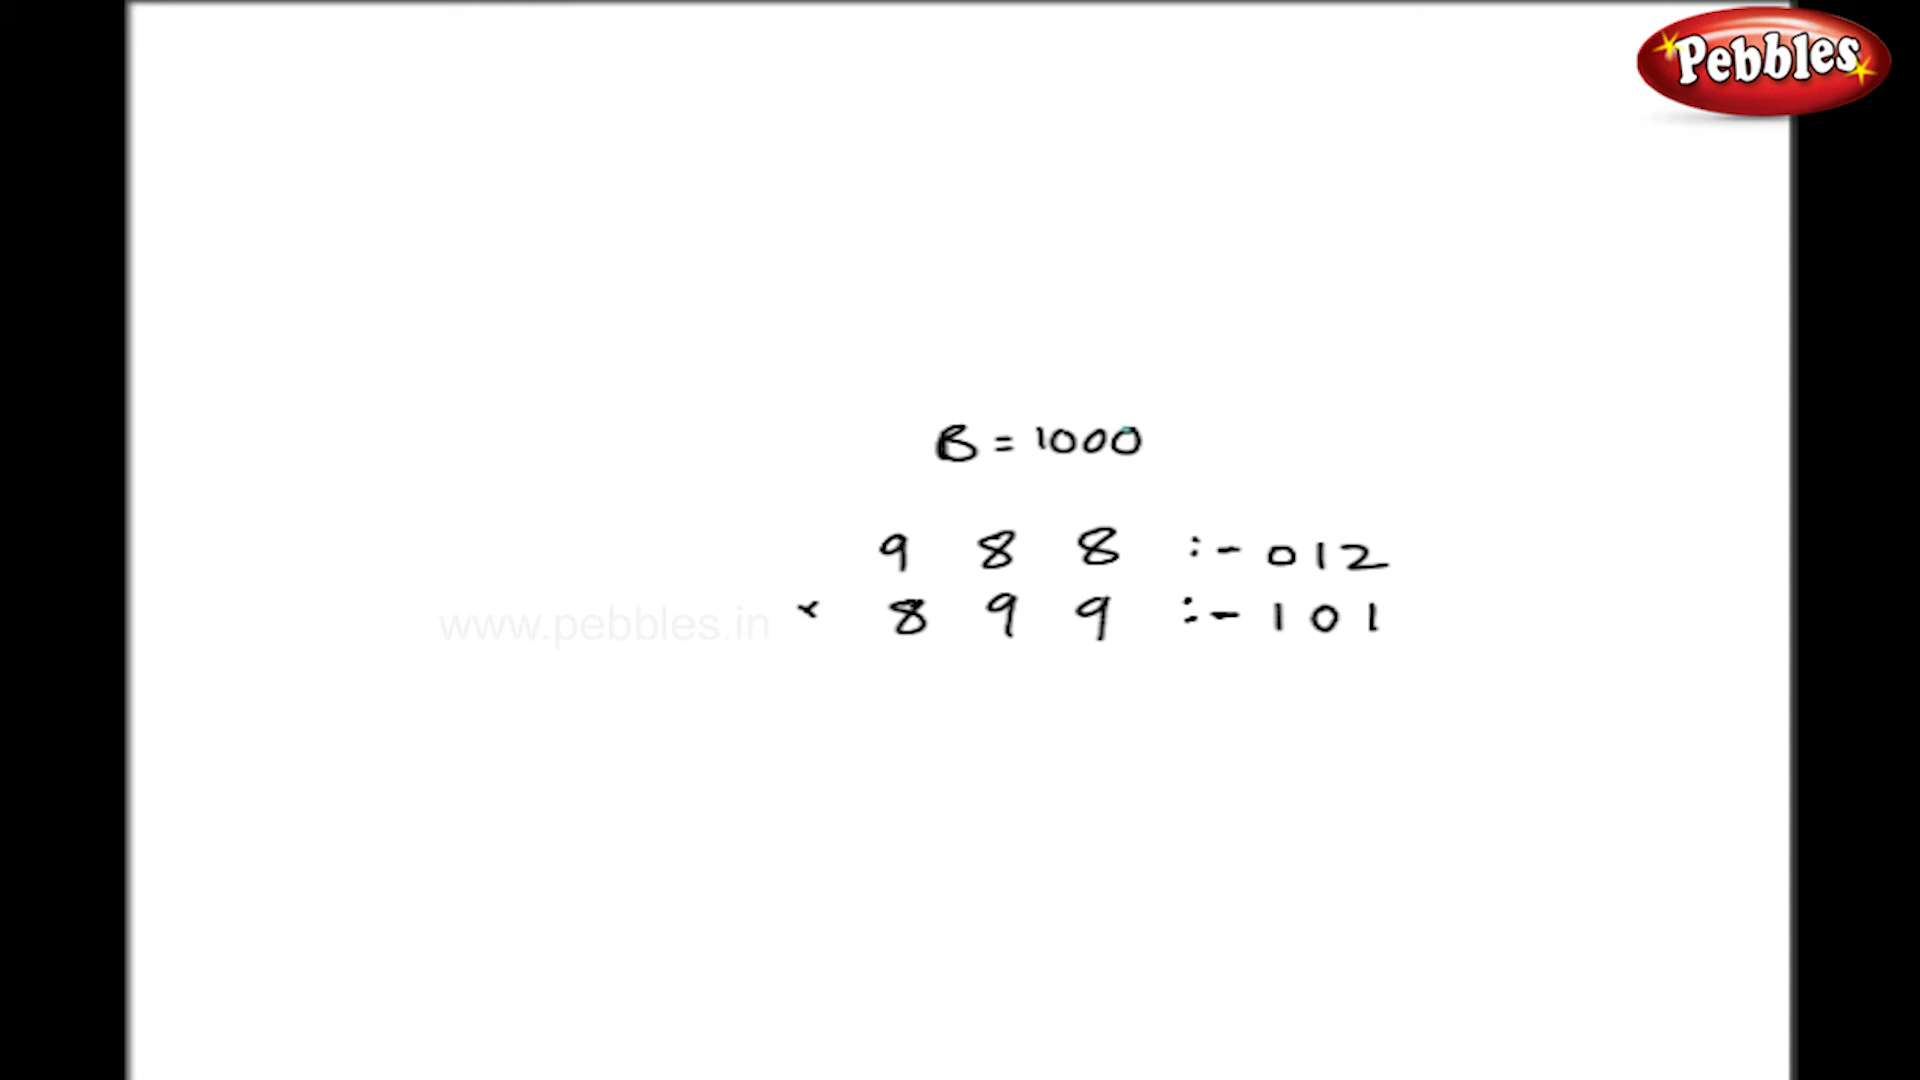 Pebbles
B = 1000
9 8 8 :- 012
www.pebbles.in × 8 9 9 :- 101